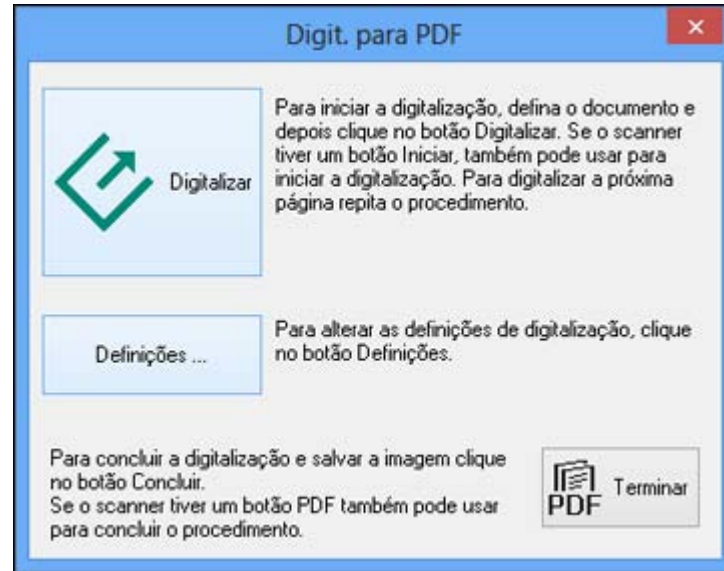 Digit. para PDF
Digitalizar
Para iniciar a digitalização, defina o documento e
depois clique no botão Digitalizar. Se o scanner
tiver um botão Iniciar, também pode usar para
iniciar a digitalização. Para digitalizar a próxima
página repita o procedimento.
Definições ...
Para alterar as definições de digitalização, clique
no botão Definições.
Para concluir a digitalização e salvar a imagem clique
no botão Concluir.
Se o scanner tiver um botão PDF também pode usar
para concluir o procedimento.
PDF Terminar